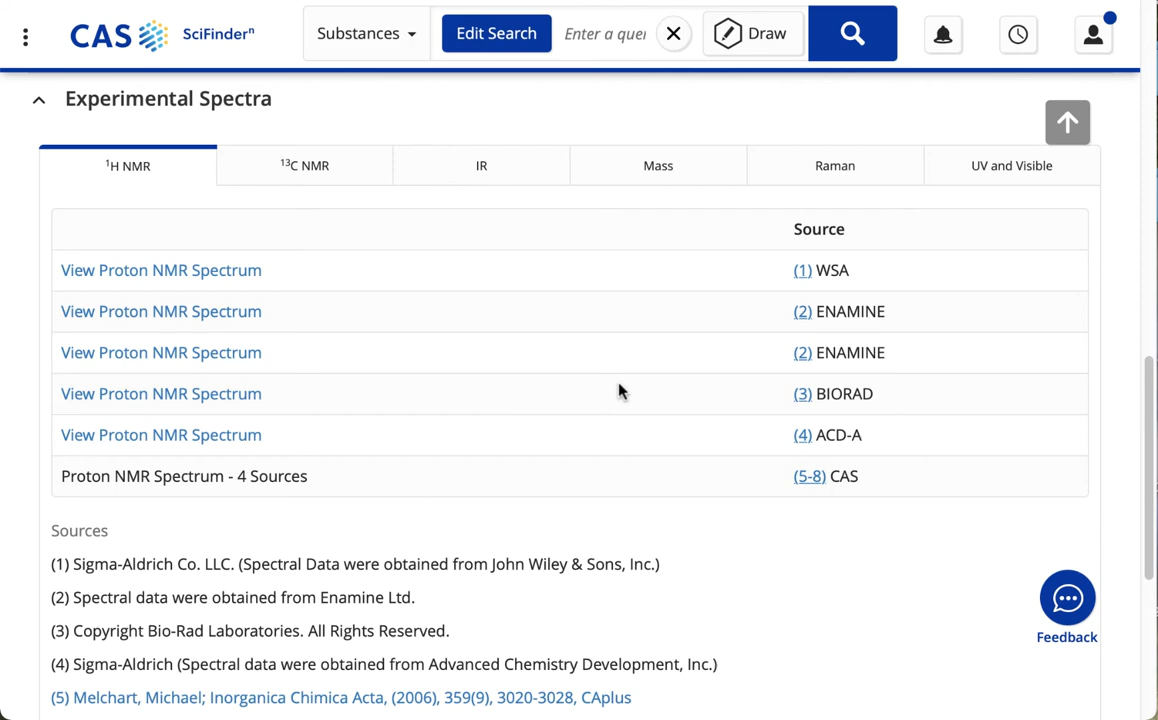 CAS SciFinderⁿ Substances Edit Search Enter a quer Draw
Experimental Spectra
¹H NMR ¹³C NMR IR Mass Raman UV and Visible
Source
View Proton NMR Spectrum (1) WSA
View Proton NMR Spectrum (2) ENAMINE
View Proton NMR Spectrum (2) ENAMINE
View Proton NMR Spectrum (3) BIORAD
View Proton NMR Spectrum (4) ACD-A
Proton NMR Spectrum - 4 Sources (5-8) CAS
Sources
(1) Sigma-Aldrich Co. LLC. (Spectral Data were obtained from John Wiley & Sons, Inc.)
(2) Spectral data were obtained from Enamine Ltd.
(3) Copyright Bio-Rad Laboratories. All Rights Reserved.
Feedback
(4) Sigma-Aldrich (Spectral data were obtained from Advanced Chemistry Development, Inc.)
(5) Melchart, Michael; Inorganica Chimica Acta, (2006), 359(9), 3020-3028, CAplus